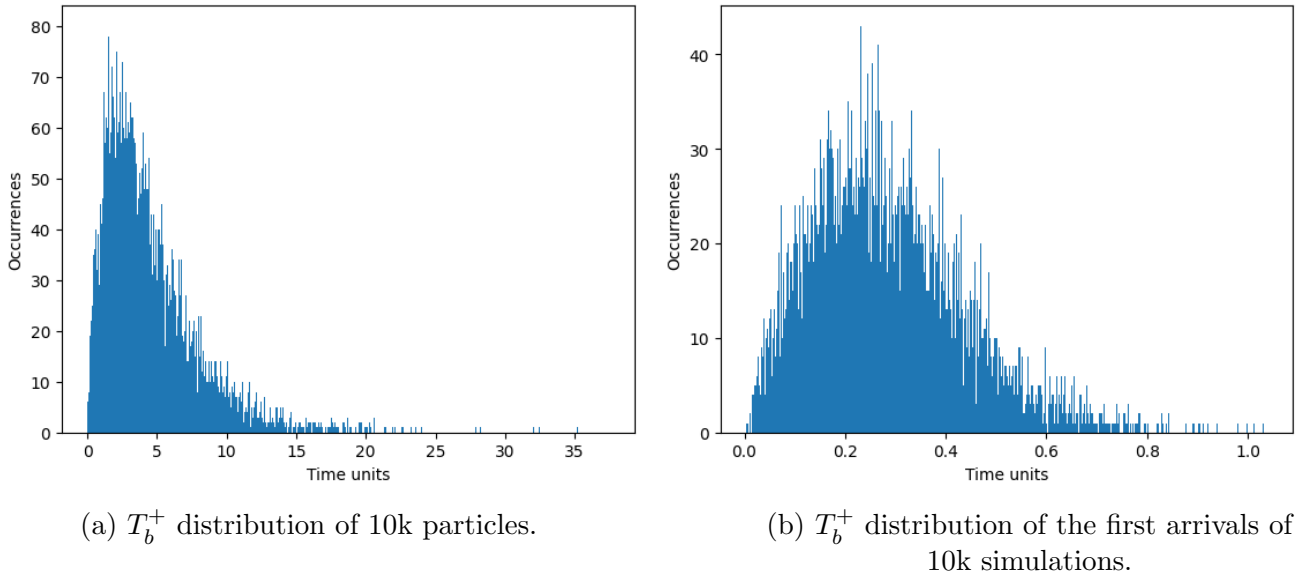 80
70
60
50
40
30
20
10
0
Occurrences
0 5 10 15 20 25 30 35
Time units
(a) $T_b^+$ distribution of 10k particles.
40
30
20
10
0
Occurrences
0.0 0.2 0.4 0.6 0.8 1.0
Time units
(b) $T_b^+$ distribution of the first arrivals of
10k simulations.